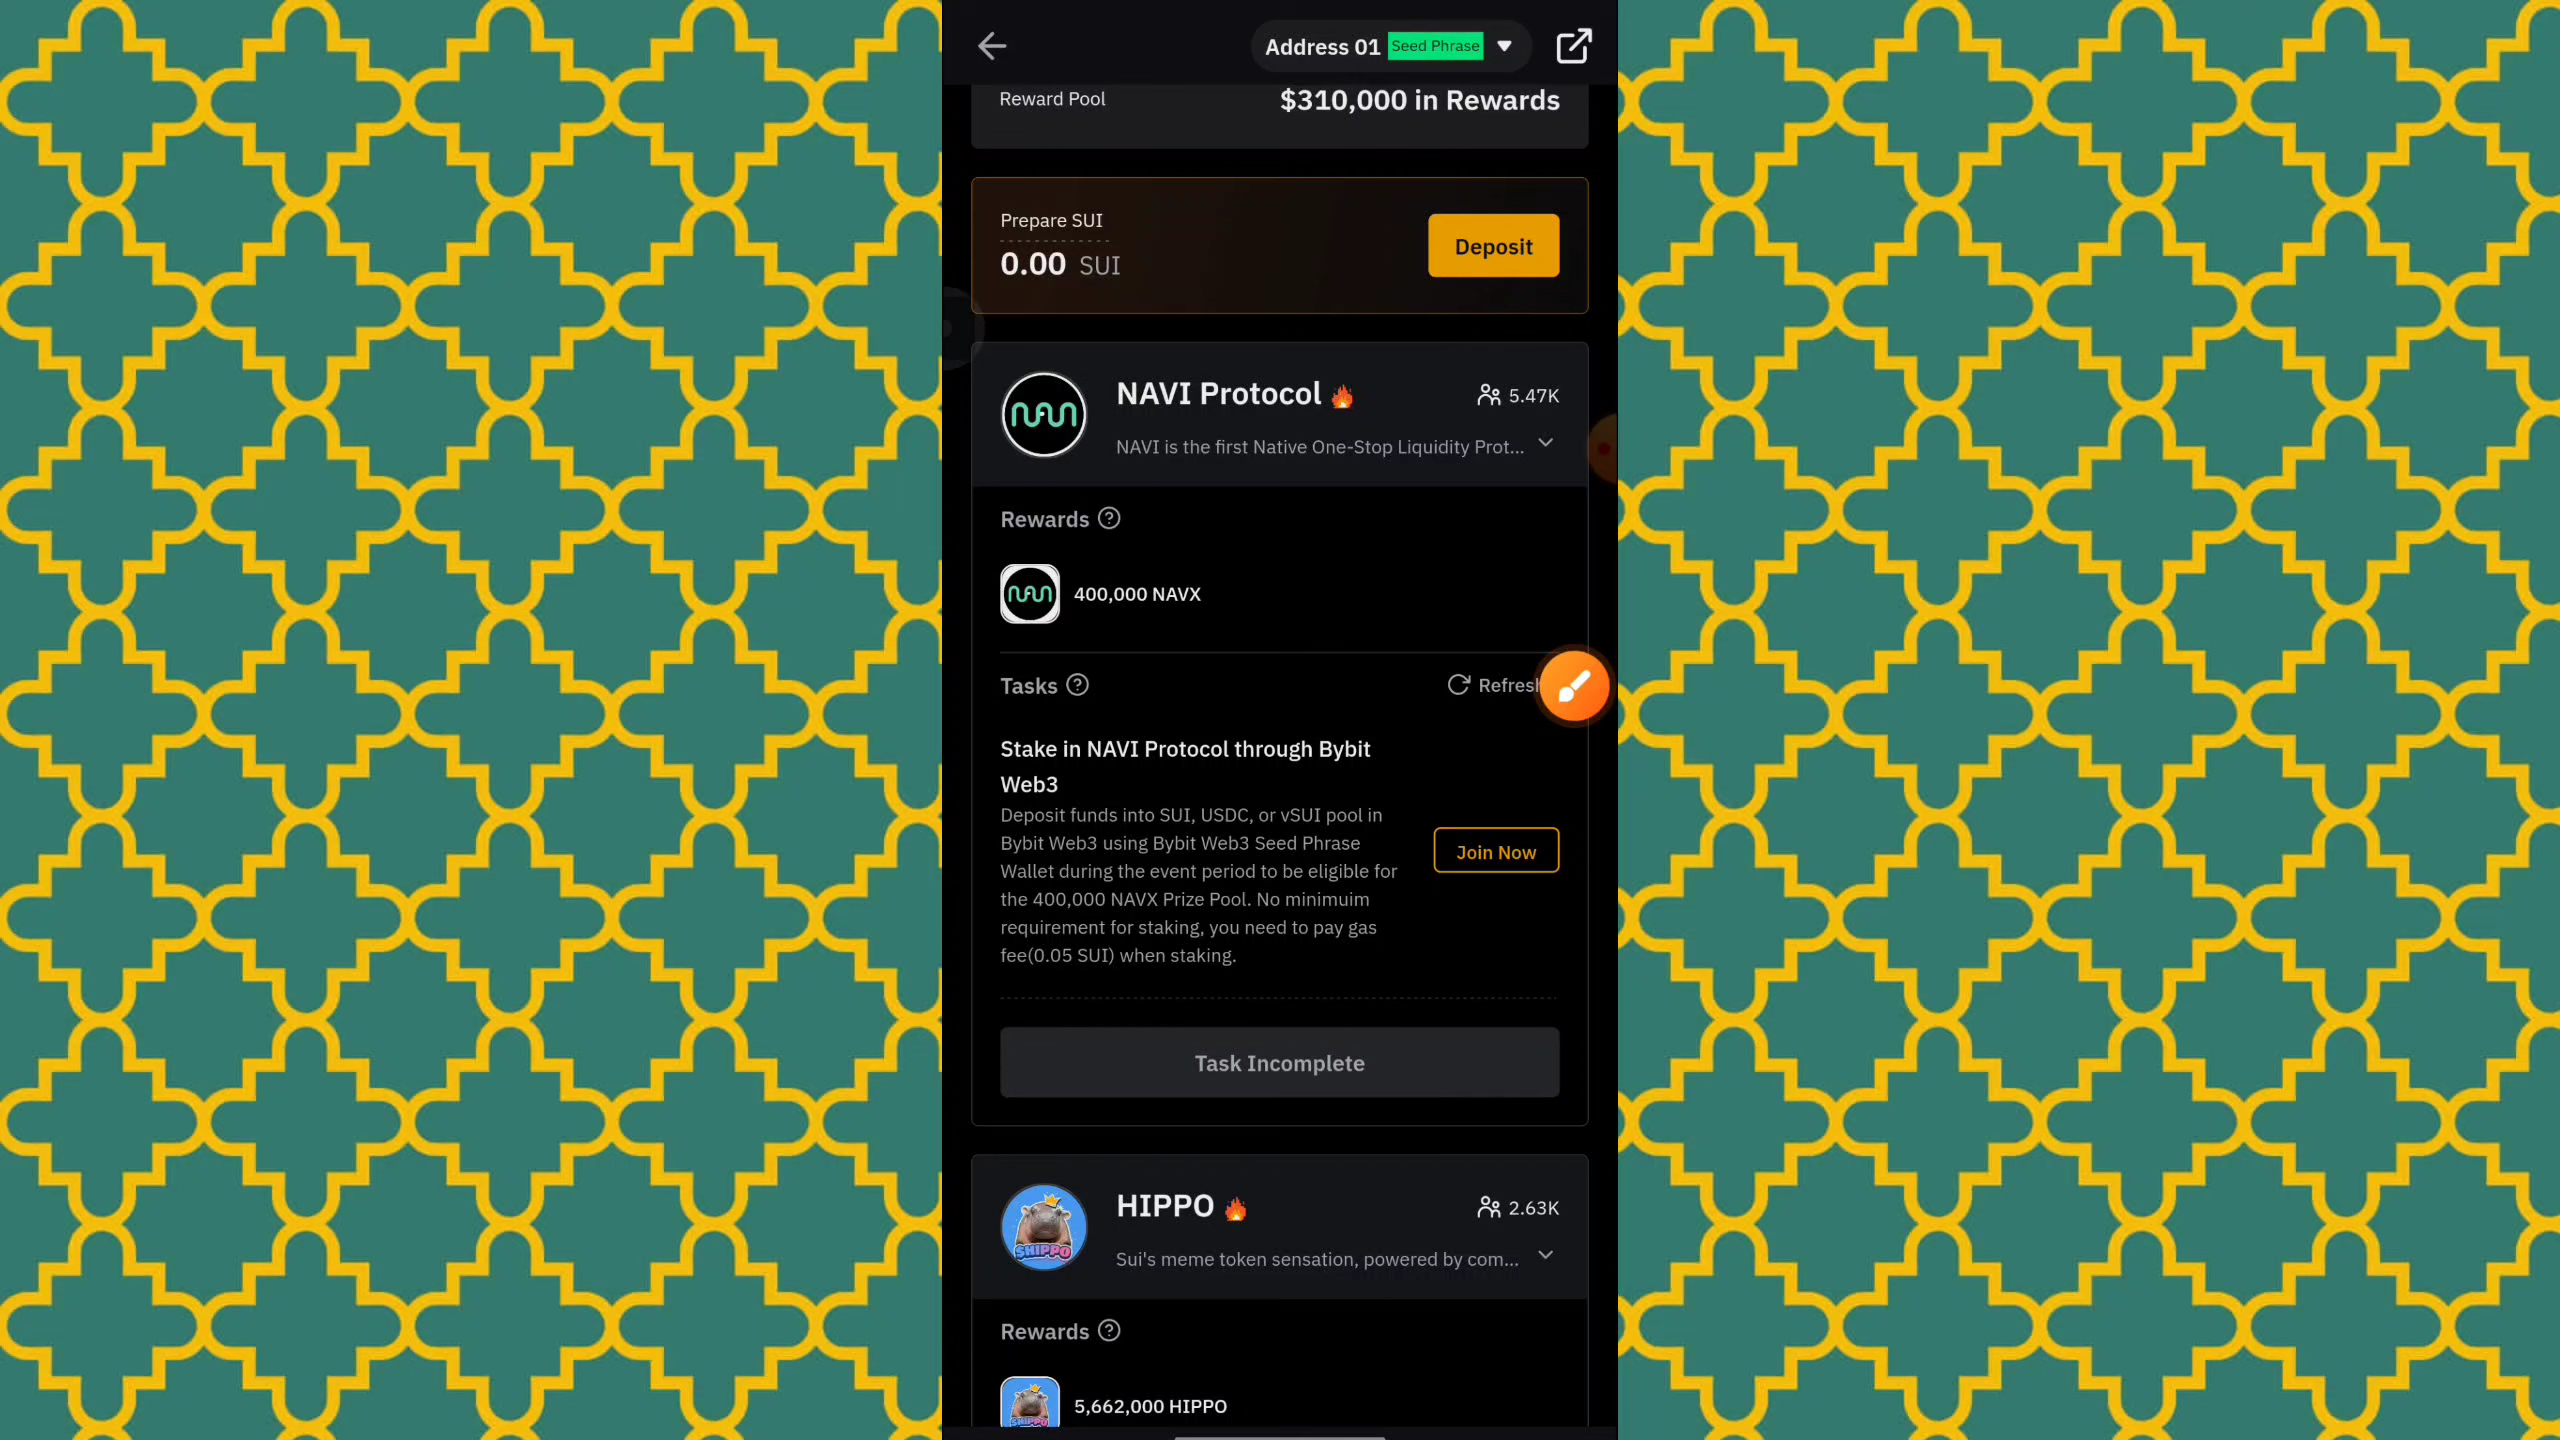 Address 01 Seed Phrase
Reward Pool $310,000 in Rewards
Prepare SUI
0.00 SUI
Deposit
NAVI Protocol 🔥 5.47K
NAVI is the first Native One-Stop Liquidity Prot...
Rewards
400,000 NAVX
Tasks Refresh
Stake in NAVI Protocol through Bybit
Web3
Deposit funds into SUI, USDC, or vSUI pool in
Bybit Web3 using Bybit Web3 Seed Phrase
Wallet during the event period to be eligible for
the 400,000 NAVX Prize Pool. No minimuim
requirement for staking, you need to pay gas
fee(0.05 SUI) when staking.
Join Now
Task Incomplete
HIPPO 🔥 2.63K
SHIPPO
Sui's meme token sensation, powered by com...
Rewards
5,662,000 HIPPO